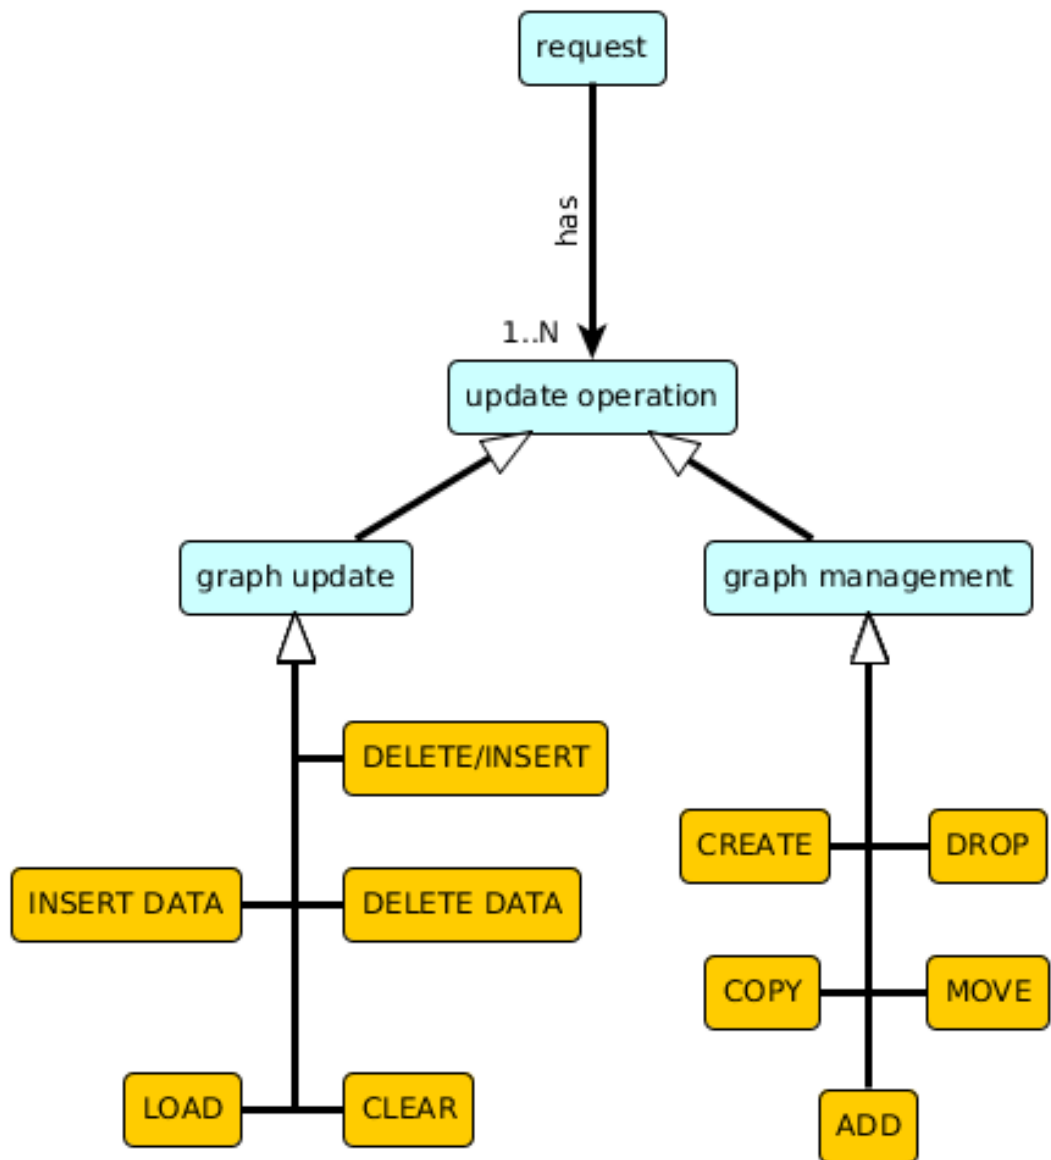 request
has
1..N
update operation
graph update
graph management
DELETE/INSERT
CREATE
DROP
INSERT DATA
DELETE DATA
COPY
MOVE
LOAD
CLEAR
ADD